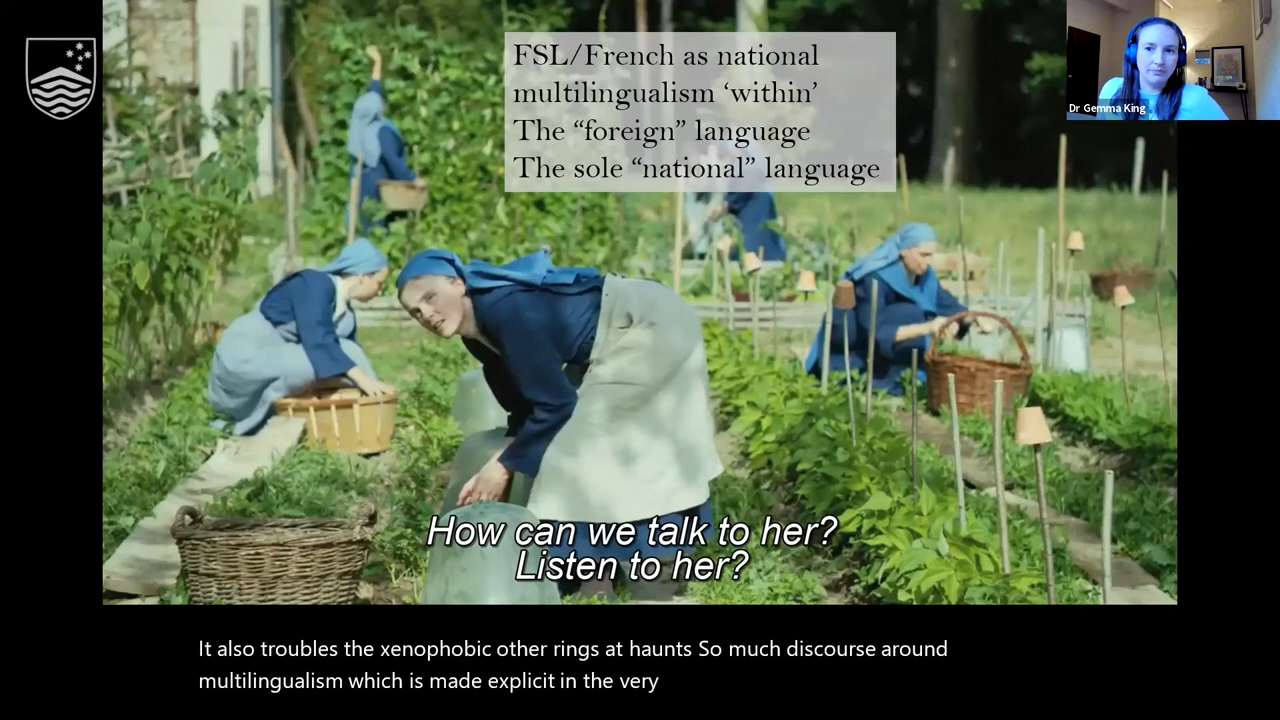 FSL/French as national
multilingualism ‘within’
The “foreign” language
The sole “national” language
Dr Gemma King
How can we talk to her?
Listen to her?
It also troubles the xenophobic other rings at haunts So much discourse around
multilingualism which is made explicit in the very